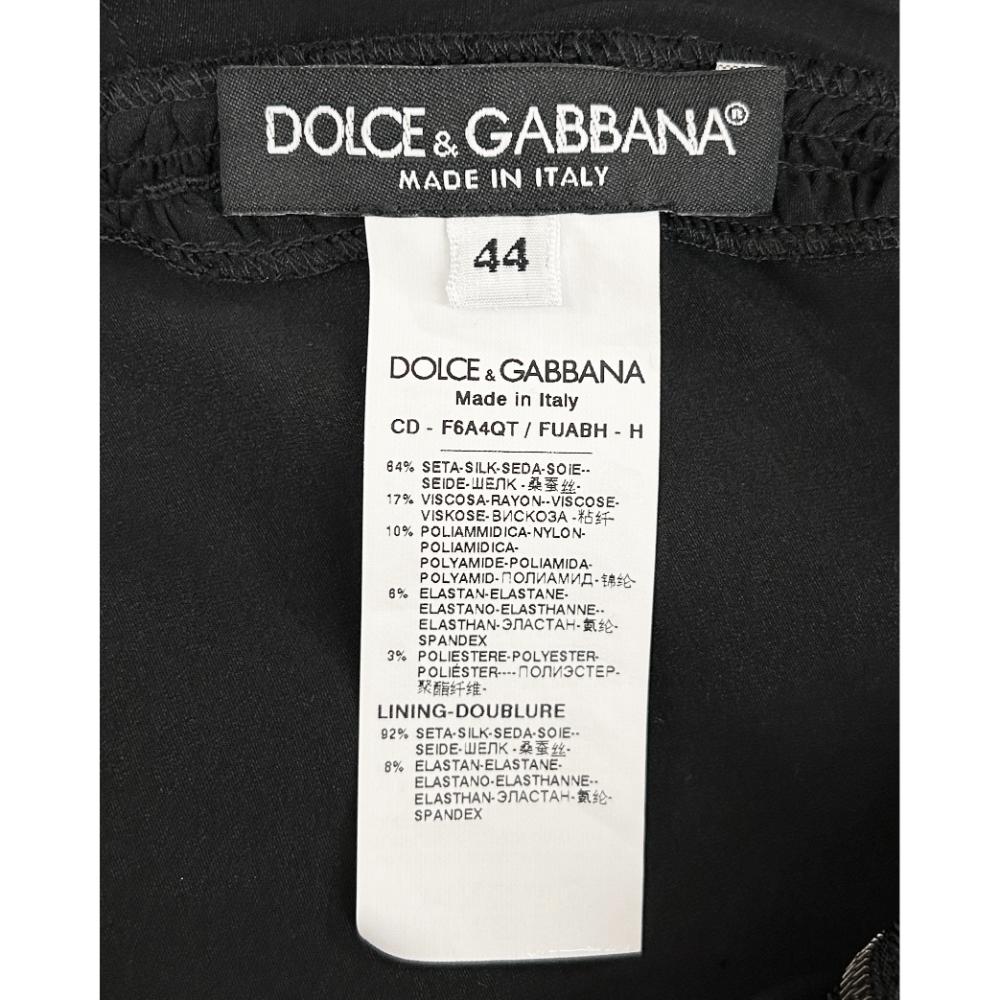 DOLCE & GABBANA®
MADE IN ITALY
44
DOLCE & GABBANA
Made in Italy
CD - F6A4QT / FUABH - H
64% SETA-SILK-SEDA-SOIE--
SEIDE-ШЕЛК -桑蚕丝-
17% VISCOSA-RAYON--VISCOSE-
VISKOSE-ВИСКОЗА -粘纤-
10% POLIAMMIDICA-NYLON-
POLIAMIDICA-
POLYAMIDE-POLIAMIDA-
POLYAMID-ПОЛИАМИД-锦纶-
6% ELASTAN-ELASTANE-
ELASTANO-ELASTHANNE--
ELASTHAN-ЭЛАСТАН-氨纶-
SPANDEX
3% POLIESTERE-POLYESTER-
POLIÉSTER----ПОЛИЭСТЕР-
聚酯纤维-
LINING-DOUBLURE
92% SETA-SILK-SEDA-SOIE--
SEIDE-ШЕЛК -桑蚕丝-
8% ELASTAN-ELASTANE-
ELASTANO-ELASTHANNE--
ELASTHAN-ЭЛАСТАН-氨纶-
SPANDEX